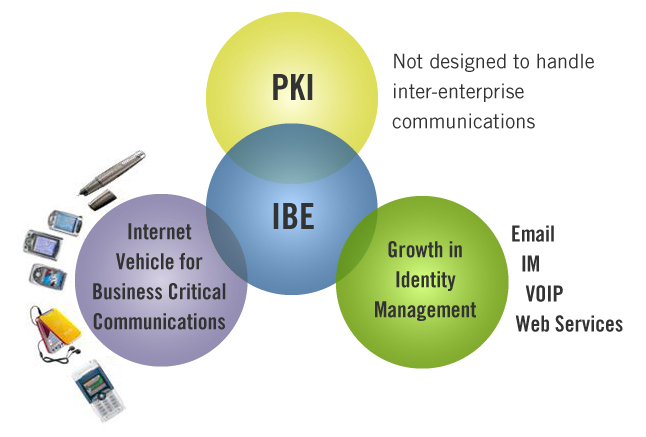 PKI
Not designed to handle
inter-enterprise
communications
IBE
Internet
Vehicle for
Business Critical
Communications
Growth in
Identity
Management
Email
IM
VOIP
Web Services